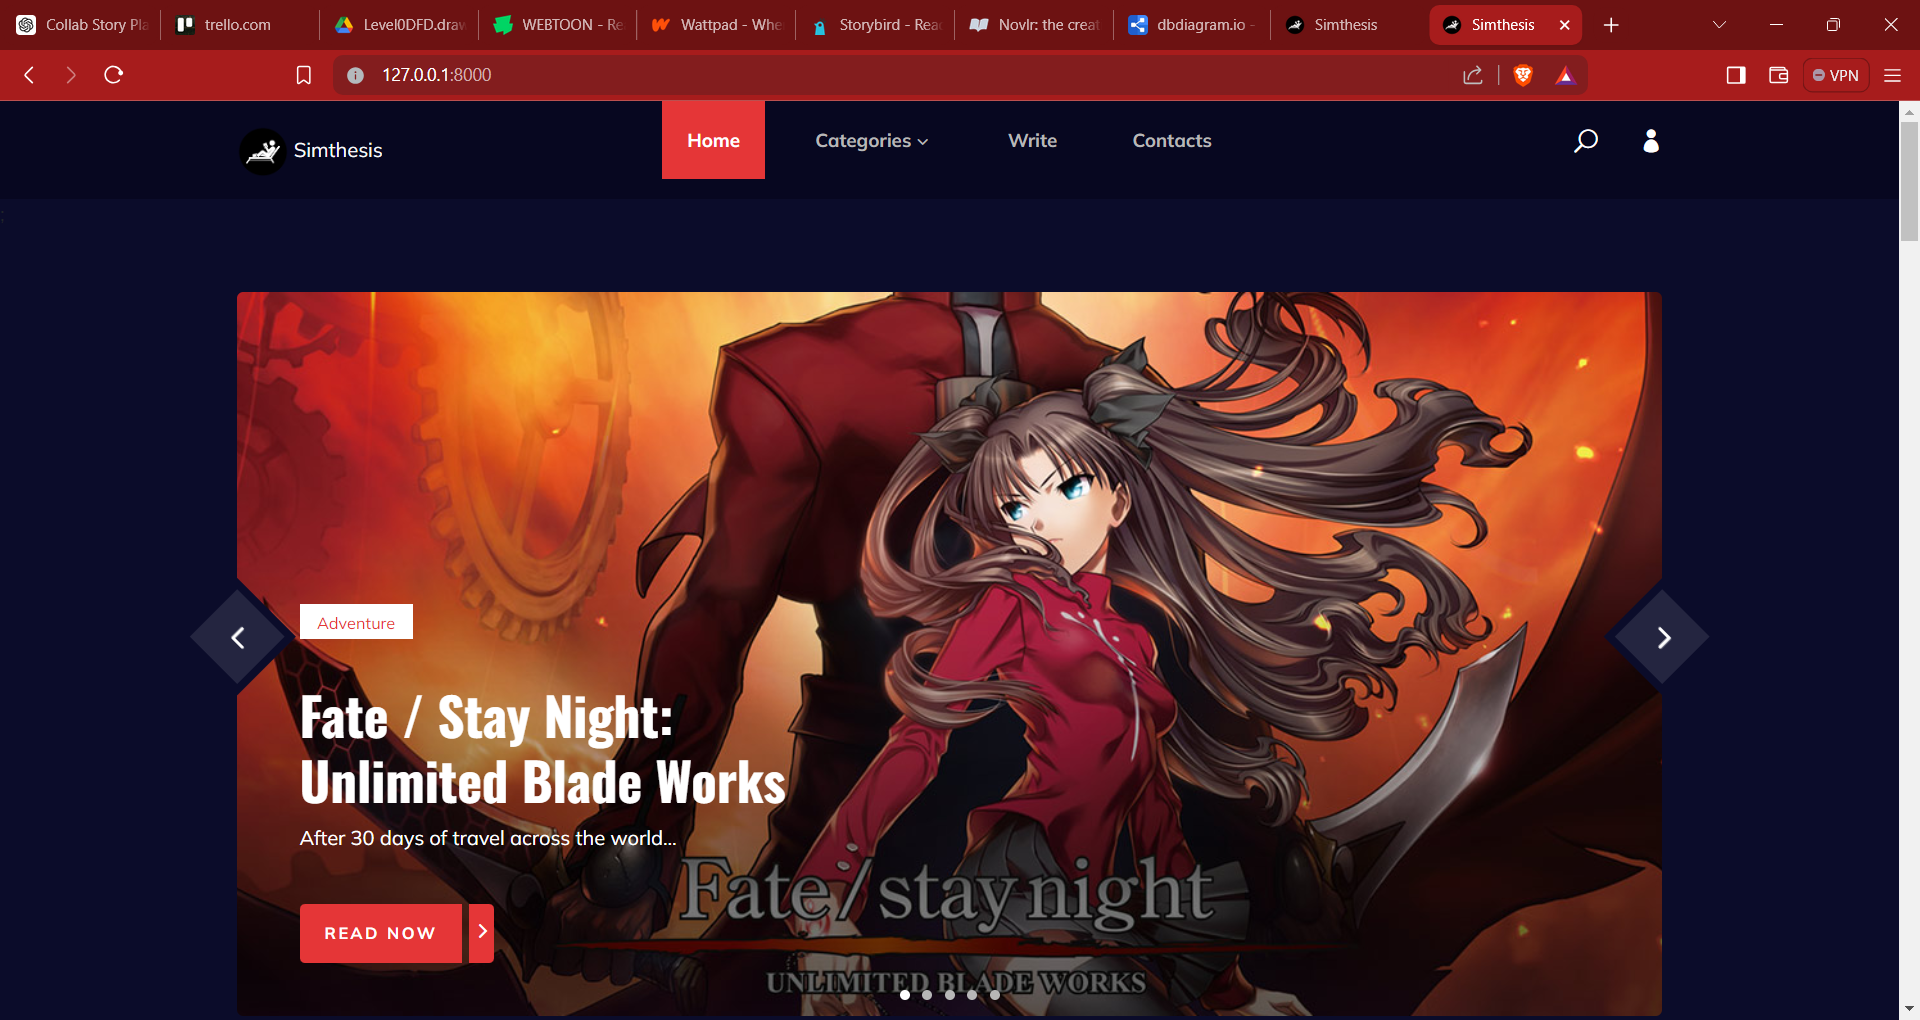 Collab Story Pla
trello.com
Level0DFD.draw
WEBTOON - Re
Wattpad - Whe
Storybird - Read
Novlr: the creat
dbdiagram.io -
Simthesis
Simthesis
127.0.0.1:8000
VPN
Simthesis
Home
Categories
Write
Contacts
;
Adventure
Fate / Stay Night:
Unlimited Blade Works
After 30 days of travel across the world...
READ NOW
Fate/stay night
UNLIMITED BLADE WORKS